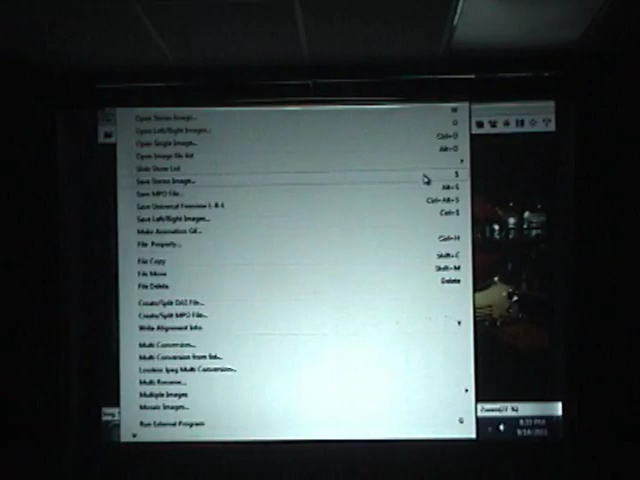 Open Stereo Image...
Open Left/Right Images... O
Open Single Image... Ctrl+O
Open Image file list Alt+O
Slide Show List
Save Stereo Image... S
Save MPO File... Alt+S
Save Universal Freeview L-R-L Ctrl+Alt+S
Save Left/Right Images... Ctrl+S
Make Animation Gif...
File Property... Ctrl+H
File Copy Shift+C
File Move Shift+M
File Delete Delete
Create/Split
Create/Split MPO File...
Write Alignment Info
Multi Conversion...
Multi Conversion from list...
Lossless Jpeg Multi Conversion...
Multi Rename...
Multiple Images
Mosaic Images...
Run External Program G